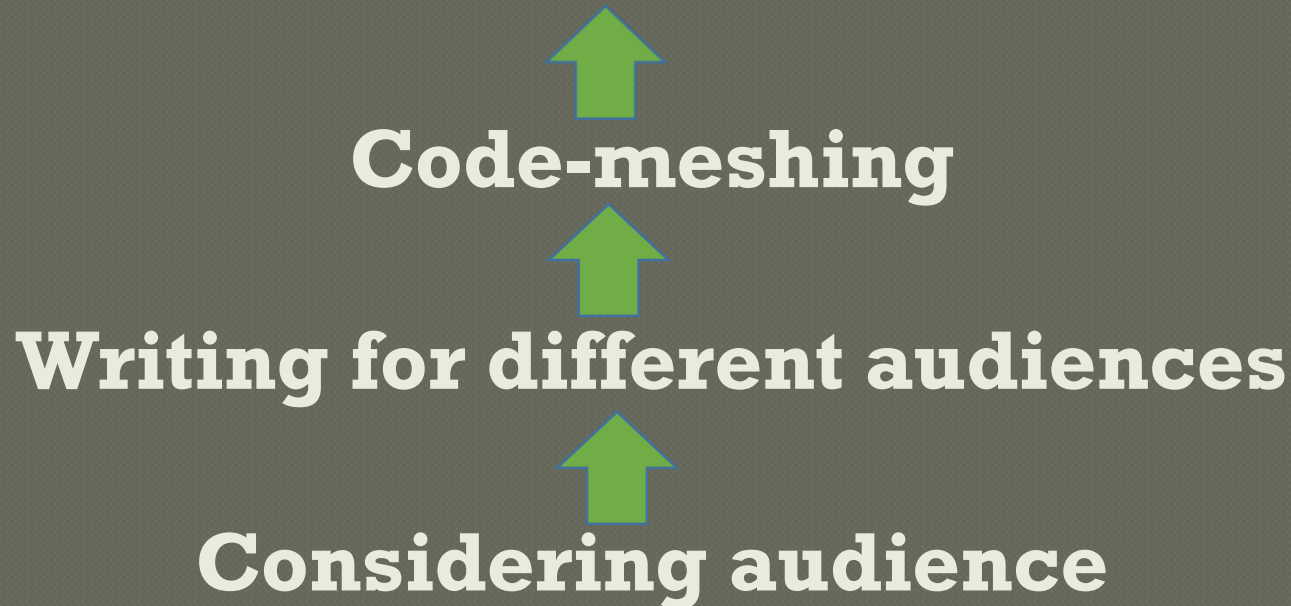 Code-meshing
Writing for different audiences
Considering audience